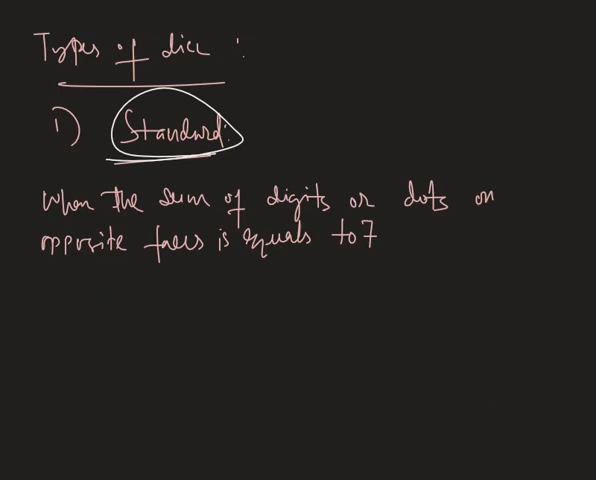 Types of dice :
1) Standard:
When the sum of digits or dots on
opposite faces is equals to 7